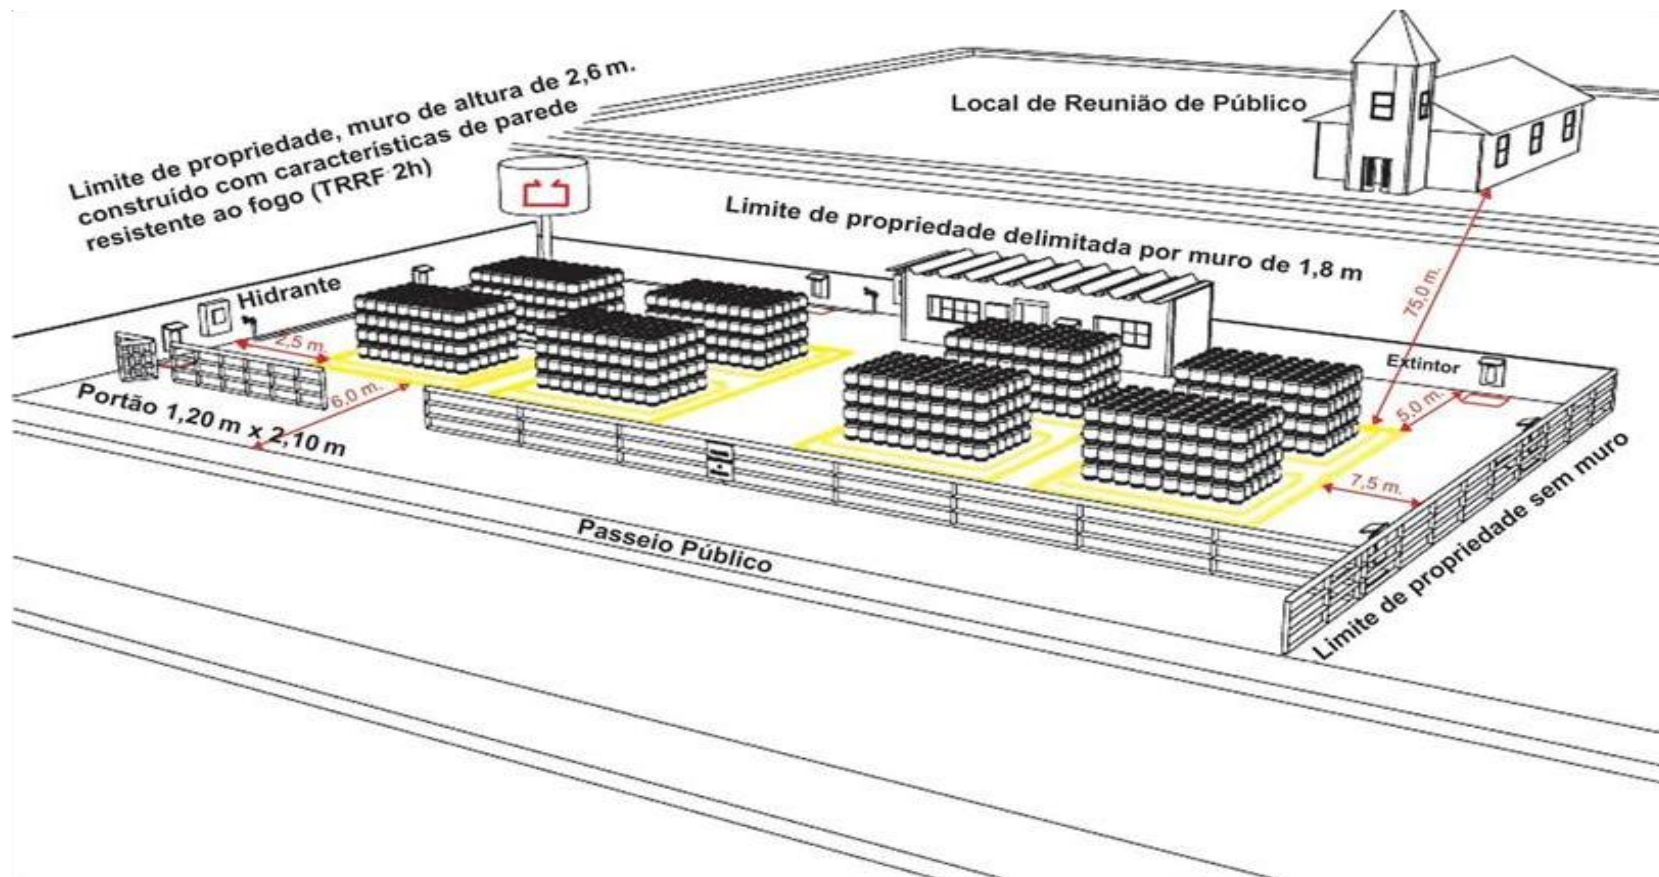 Limite de propriedade, muro de altura de 2,6 m.
construído com características de parede
resistente ao fogo (TRRF 2h)
Local de Reunião de Público
Limite de propriedade delimitada por muro de 1,8 m
75,0 m.
Hidrante
2,5 m.
Extintor
5,0 m.
6,0 m.
Portão 1,20 m x 2,10 m
7,5 m.
Limite de propriedade sem muro
Passeio Público